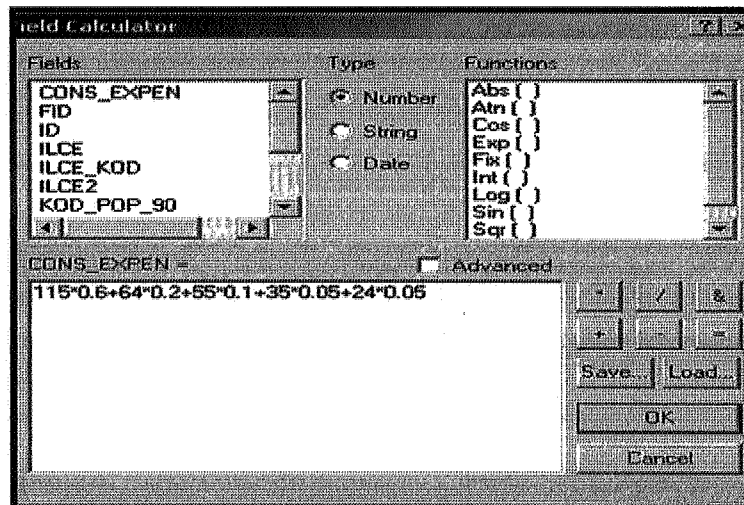 ield Calculator
Fields
Type
Functions
CONS_EXPEN
FID
ID
ILCE
ILCE_KOD
ILCE2
KOD_POP_90
Number
String
Date
Abs ( )
Atn ( )
Cos ( )
Exp ( )
Fix ( )
Int ( )
Log ( )
Sin ( )
Sqr ( )
CONS_EXPEN =
Advanced
115*0.6+64*0.2+55*0.1+35*0.05+24*0.05
* / &
+ - =
Save... Load...
OK
Cancel